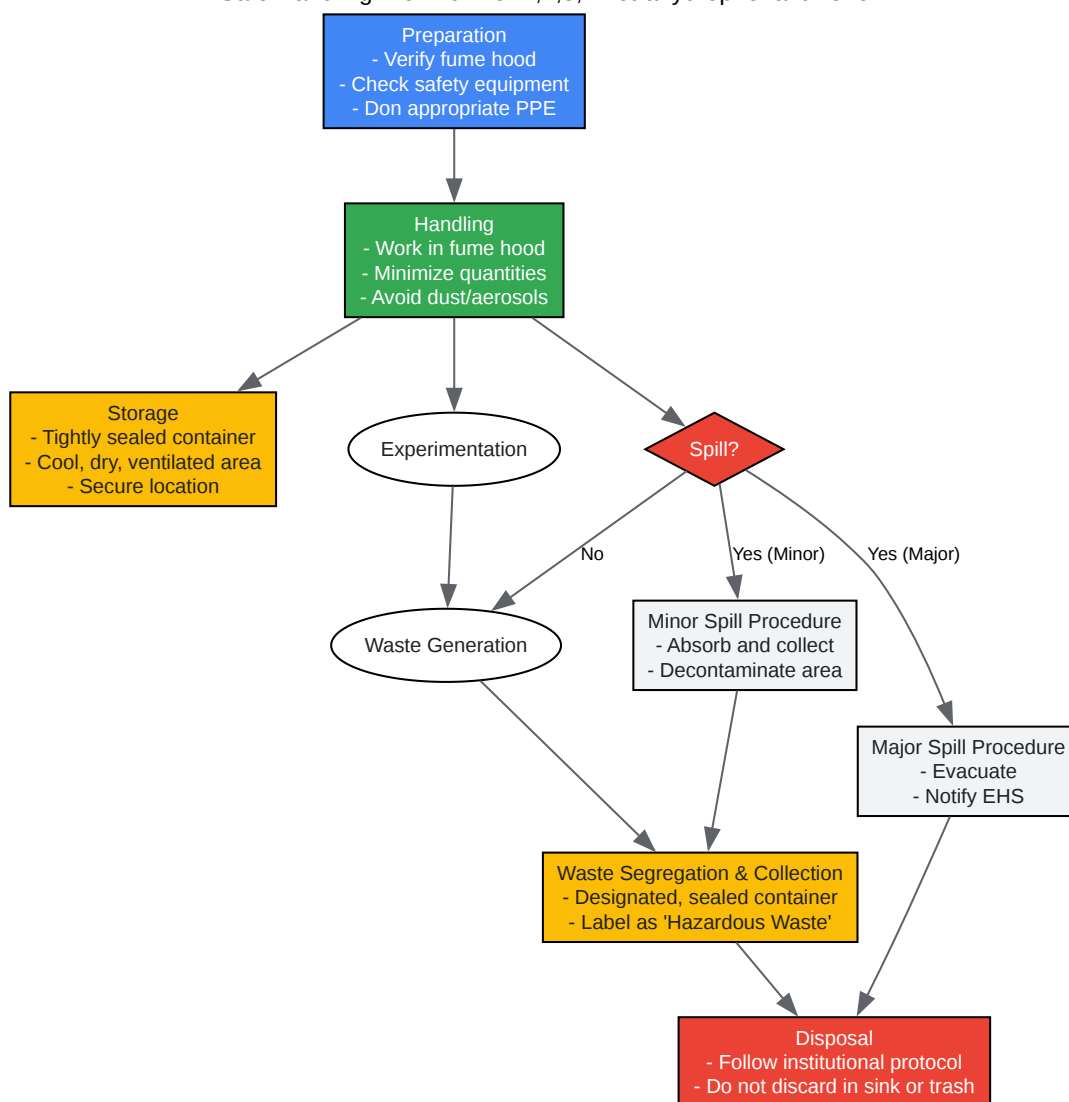 Preparation
- Verify fume hood
- Check safety equipment
- Don appropriate PPE
Handling
- Work in fume hood
- Minimize quantities
- Avoid dust/aerosols
Storage
- Tightly sealed container
- Cool, dry, ventilated area
- Secure location
Experimentation
Spill?
No
Yes (Minor)
Yes (Major)
Waste Generation
Minor Spill Procedure
- Absorb and collect
- Decontaminate area
Major Spill Procedure
- Evacuate
- Notify EHS
Waste Segregation & Collection
- Designated, sealed container
- Label as 'Hazardous Waste'
Disposal
- Follow institutional protocol
- Do not discard in sink or trash